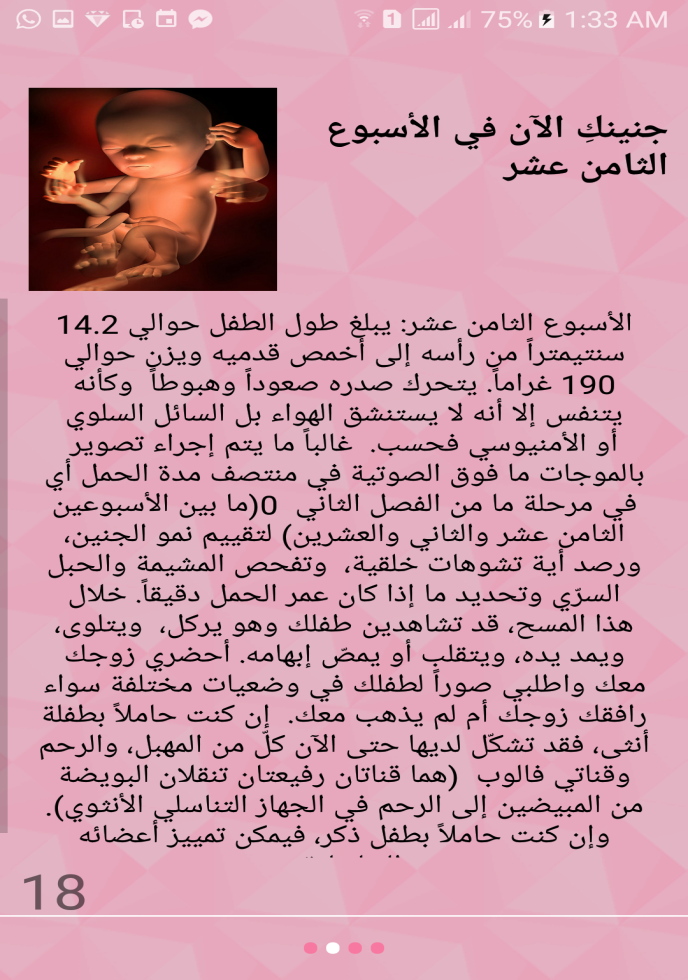 1 75% 1:33 AM
جنينكِ الآن في الأسبوع
الثامن عشر
الأسبوع الثامن عشر: يبلغ طول الطفل حوالي 14.2
سنتيمتراً من رأسه إلى أخمص قدميه ويزن حوالي
190 غراماً. يتحرك صدره صعوداً وهبوطاً وكأنه
يتنفس إلا أنه لا يستنشق الهواء بل السائل السلوي
أو الأمنيوسي فحسب. غالباً ما يتم إجراء تصوير
بالموجات ما فوق الصوتية في منتصف مدة الحمل أي
في مرحلة ما من الفصل الثاني 0(ما بين الأسبوعين
الثامن عشر والثاني والعشرين) لتقييم نمو الجنين،
ورصد أية تشوهات خلقية، وتفحص المشيمة والحبل
السرّي وتحديد ما إذا كان عمر الحمل دقيقاً. خلال
هذا المسح، قد تشاهدين طفلك وهو يركل، ويتلوى،
ويمد يده، ويتقلب أو يمصّ إبهامه. أحضري زوجك
معك واطلبي صوراً لطفلك في وضعيات مختلفة سواء
رافقك زوجك أم لم يذهب معك. إن كنت حاملاً بطفلة
أنثى، فقد تشكّل لديها حتى الآن كلّ من المهبل، والرحم
وقناتي فالوب (هما قناتان رفيعتان تنقلان البويضة
من المبيضين إلى الرحم في الجهاز التناسلي الأنثوي).
وإن كنت حاملاً بطفل ذكر، فيمكن تمييز أعضائه
18